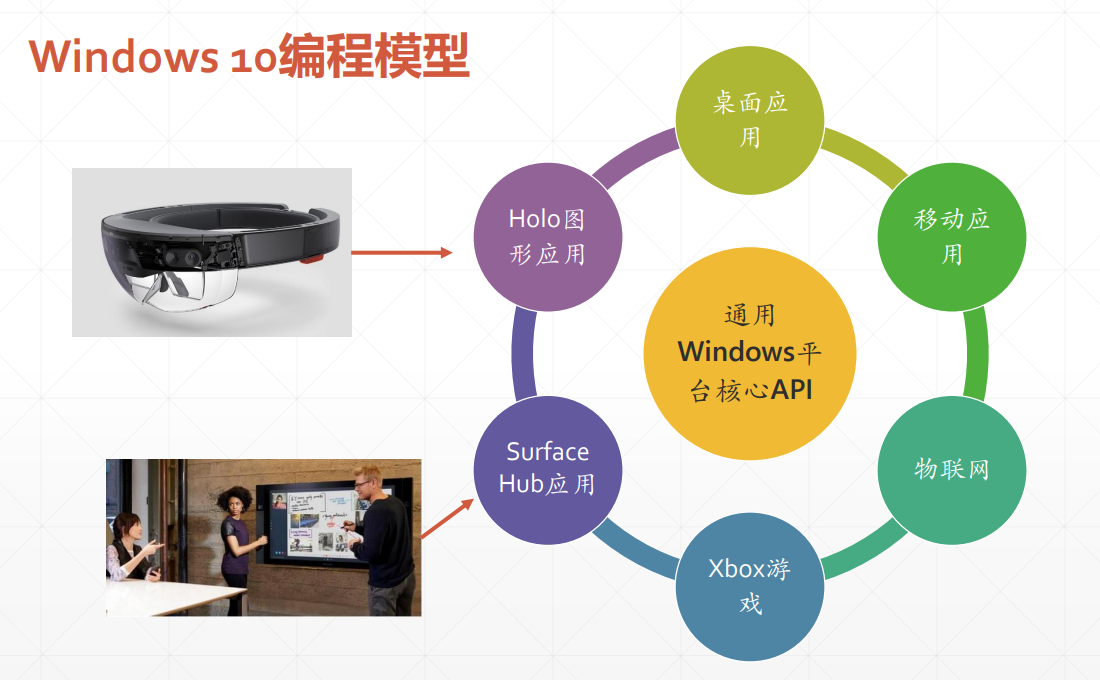 Windows 10编程模型
桌面应
用
Holo图
形应用
移动应
用
通用
Windows平
台核心API
Surface
Hub应用
物联网
Xbox游
戏